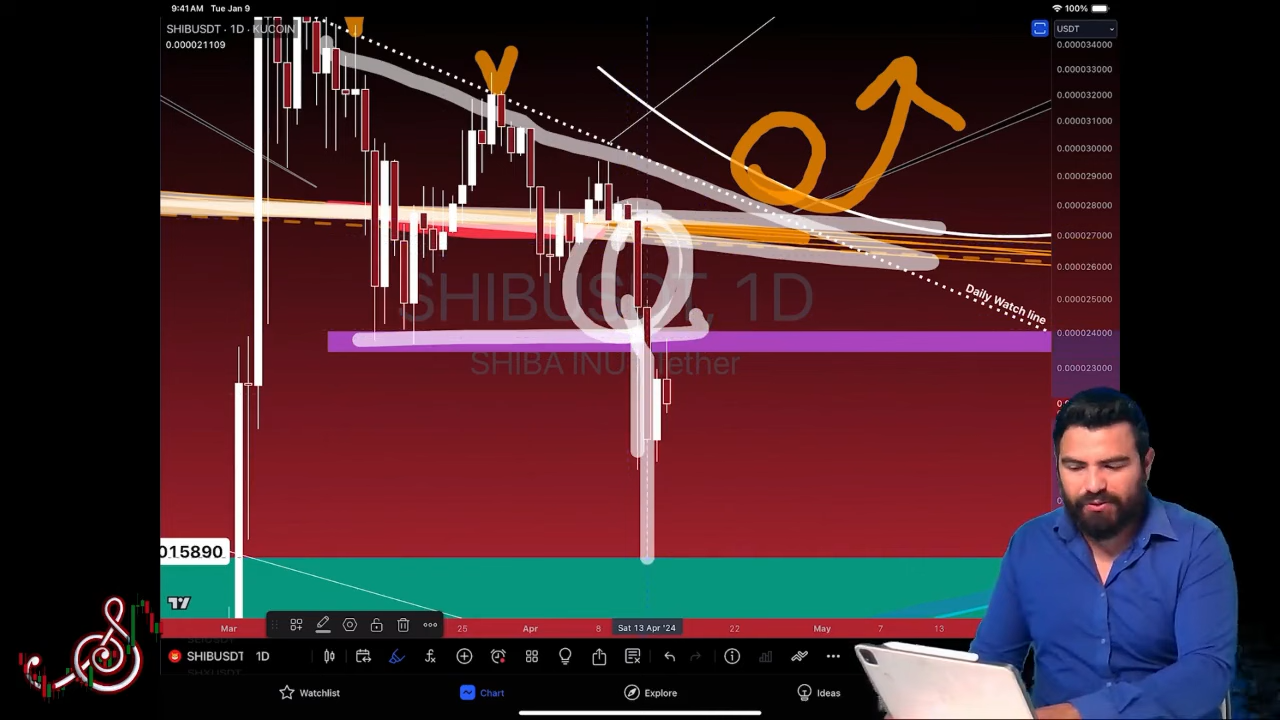 9:41 AM Tue Jan 9
100%
SHIBUSDT · 1D · KUCOIN
0.000021109
USDT
0.000034000
0.000033000
0.000032000
0.000031000
0.000030000
0.000029000
0.000028000
0.000027000
0.000026000
0.000025000
0.000024000
0.000023000
SHIBUSDT, 1D
SHIBA INU Tether
Daily Watch line
015890
Mar
25
Apr
8
Sat 13 Apr '24
22
May
7
13
SHIBUSDT 1D
Watchlist
Chart
Explore
Ideas